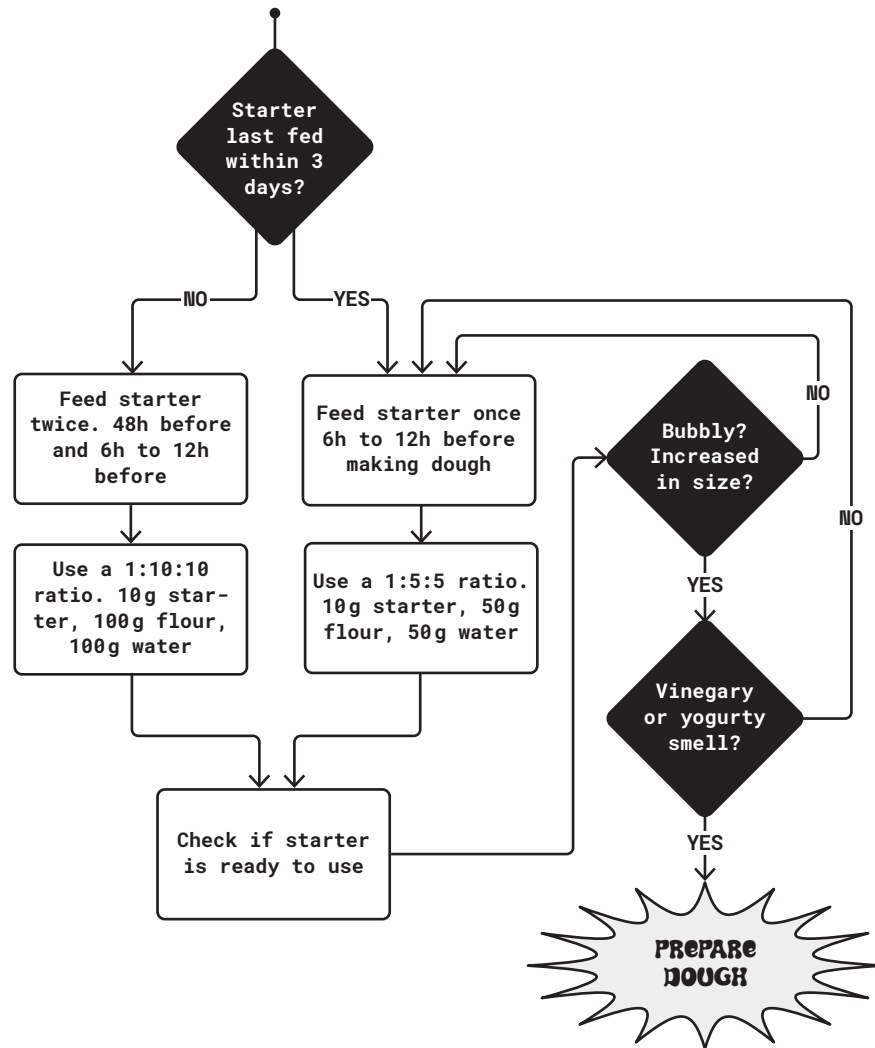 Starter
last fed
within 3
days?
NO
YES
Feed starter
twice. 48h before
and 6h to 12h
before
Feed starter once
6h to 12h before
making dough
Bubbly?
Increased
in size?
NO
NO
Use a 1:10:10
ratio. 10g star-
ter, 100g flour,
100g water
Use a 1:5:5 ratio.
10g starter, 50g
flour, 50g water
YES
Vinegary
or yogurty
smell?
Check if starter
is ready to use
YES
PREPARE
DOUGH